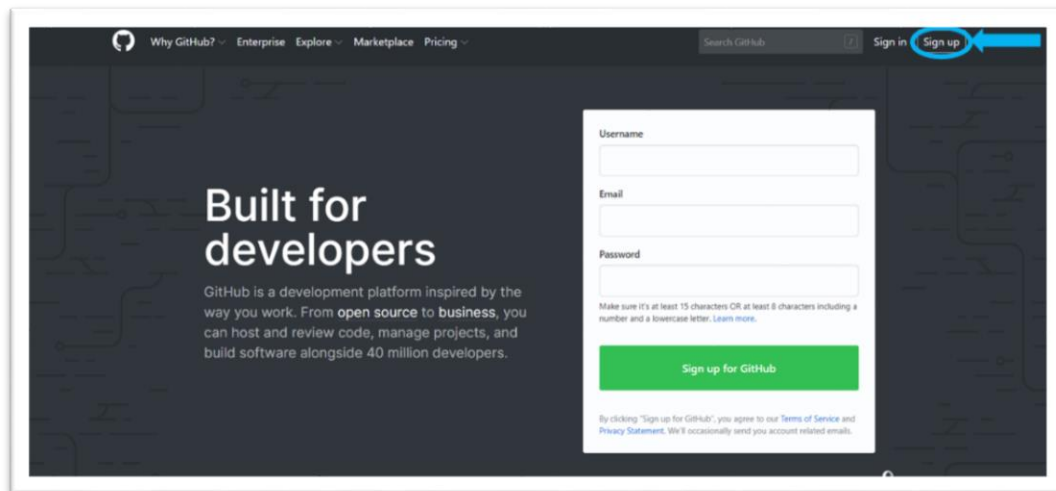 Why GitHub? Enterprise Explore Marketplace Pricing Search GitHub / Sign in Sign up
Username
Email
Built for
developers
Password
GitHub is a development platform inspired by the
way you work. From open source to business, you
can host and review code, manage projects, and
build software alongside 40 million developers.
Make sure it's at least 15 characters OR at least 8 characters including a
number and a lowercase letter. Learn more.
Sign up for GitHub
By clicking "Sign up for GitHub", you agree to our Terms of Service and
Privacy Statement. We'll occasionally send you account related emails.